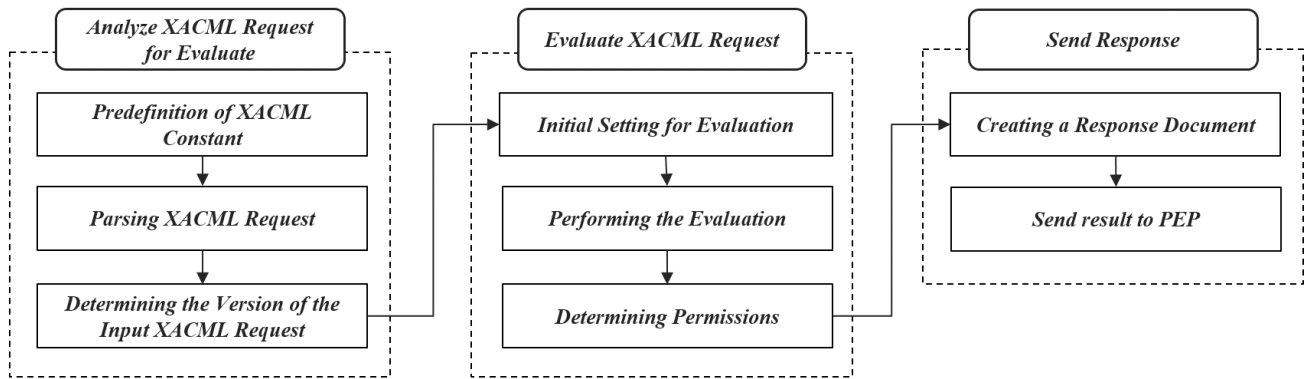 Analyze XACML Request
for Evaluate
Predefinition of XACML
Constant
Parsing XACML Request
Determining the Version of the
Input XACML Request
Evaluate XACML Request
Initial Setting for Evaluation
Performing the Evaluation
Determining Permissions
Send Response
Creating a Response Document
Send result to PEP